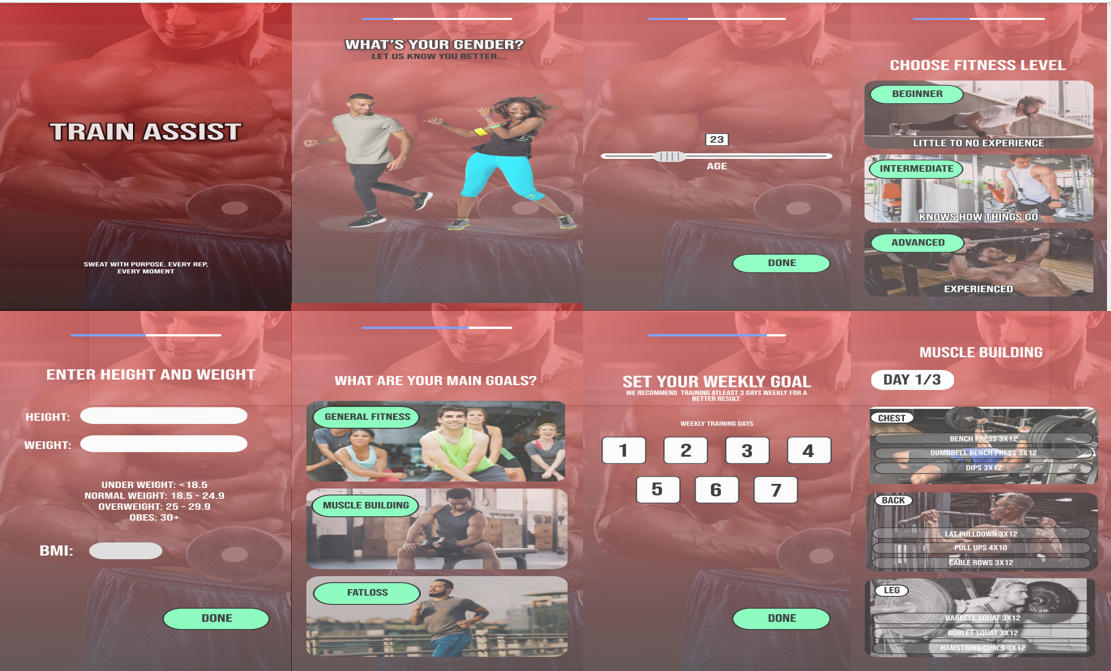 TRAIN ASSIST
SWEAT WITH PURPOSE. EVERY REP,
EVERY MOMENT
WHAT'S YOUR GENDER?
LET US KNOW YOU BETTER...
23
AGE
DONE
CHOOSE FITNESS LEVEL
BEGINNER
LITTLE TO NO EXPERIENCE
INTERMEDIATE
KNOWS HOW THINGS GO
ADVANCED
EXPERIENCED
ENTER HEIGHT AND WEIGHT
HEIGHT:
WEIGHT:
UNDER WEIGHT: <18.5
NORMAL WEIGHT: 18.5 - 24.9
OVERWEIGHT: 25 - 29.9
OBES: 30+
BMI:
DONE
WHAT ARE YOUR MAIN GOALS?
GENERAL FITNESS
MUSCLE BUILDING
FATLOSS
SET YOUR WEEKLY GOAL
WE RECOMMEND TRAINING ATLEAST 3 DAYS WEEKLY FOR A
BETTER RESULT.
WEEKLY TRAINING DAYS
1 2 3 4
5 6 7
DONE
MUSCLE BUILDING
DAY 1/3
CHEST
BENCH PRESS 3X12
DUMBBELL BENCH PRESS 3X12
DIPS 3X12
BACK
LAT PULLDOWN 3X12
PULL UPS 4X10
CABLE ROWS 3X12
LEG
BARBELL SQUAT 3X12
GOBLET SQUAT 3X12
HAMSTRING CURLS 3X12